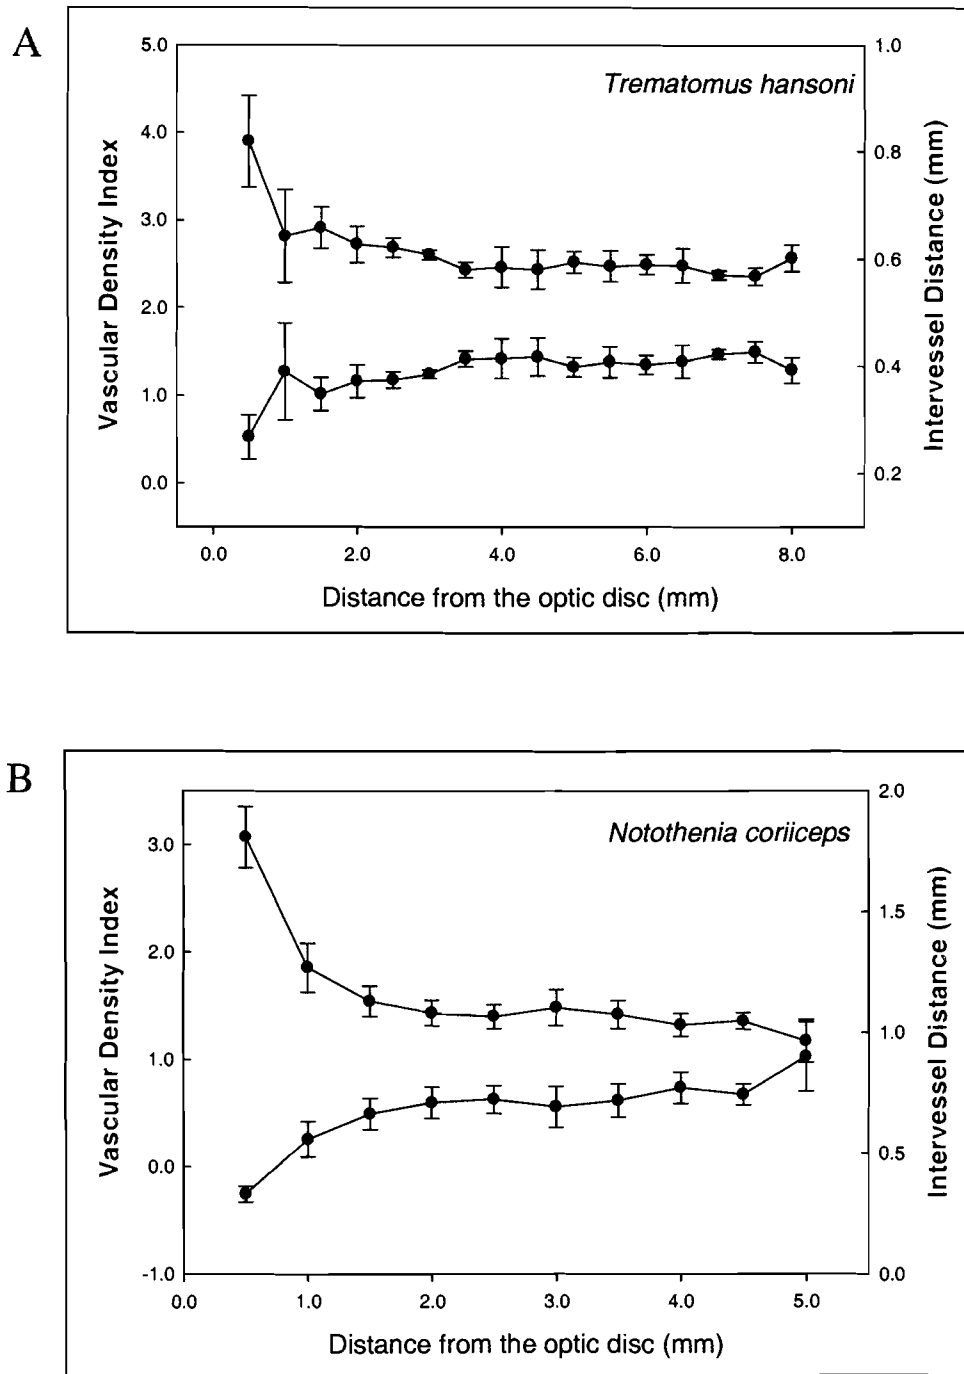 A
Trematomus hansoni
Vascular Density Index
5.0
4.0
3.0
2.0
1.0
0.0
Intervessel Distance (mm)
1.0
0.8
0.6
0.4
0.2
0.0 2.0 4.0 6.0 8.0
Distance from the optic disc (mm)
B
Notothenia coriiceps
Vascular Density Index
3.0
2.0
1.0
0.0
-1.0
Intervessel Distance (mm)
2.0
1.5
1.0
0.5
0.0
0.0 1.0 2.0 3.0 4.0 5.0
Distance from the optic disc (mm)